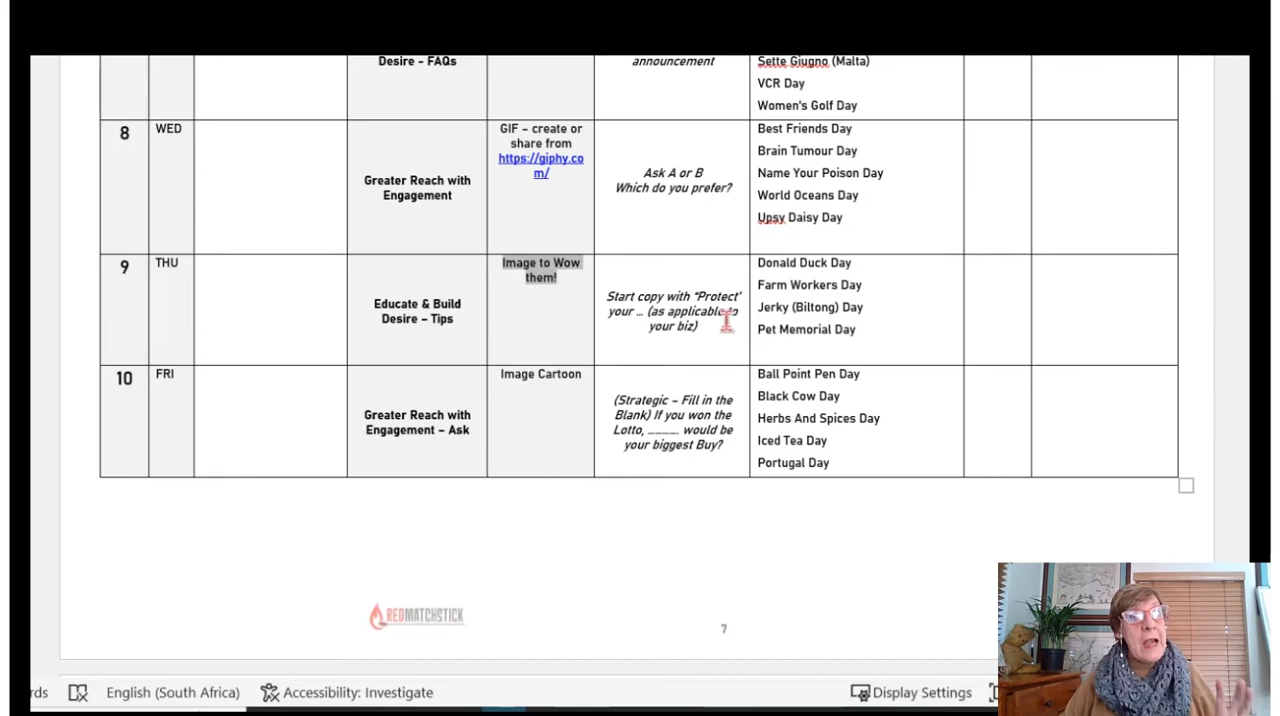 Desire – FAQs
announcement
Sette Giugno (Malta)
VCR Day
Women's Golf Day
8
WED
Greater Reach with
Engagement
GIF – create or
share from
https://giphy.co
m/
Ask A or B
Which do you prefer?
Best Friends Day
Brain Tumour Day
Name Your Poison Day
World Oceans Day
Upsy Daisy Day
9
THU
Educate & Build
Desire – Tips
Image to Wow
them!
Start copy with “Protect’
your … (as applicable to
your biz)
Donald Duck Day
Farm Workers Day
Jerky (Biltong) Day
Pet Memorial Day
10
FRI
Greater Reach with
Engagement – Ask
Image Cartoon
(Strategic – Fill in the
Blank) If you won the
Lotto, …………. would be
your biggest Buy?
Ball Point Pen Day
Black Cow Day
Herbs And Spices Day
Iced Tea Day
Portugal Day
REDMATCHSTICK
7
rds
English (South Africa)
Accessibility: Investigate
Display Settings